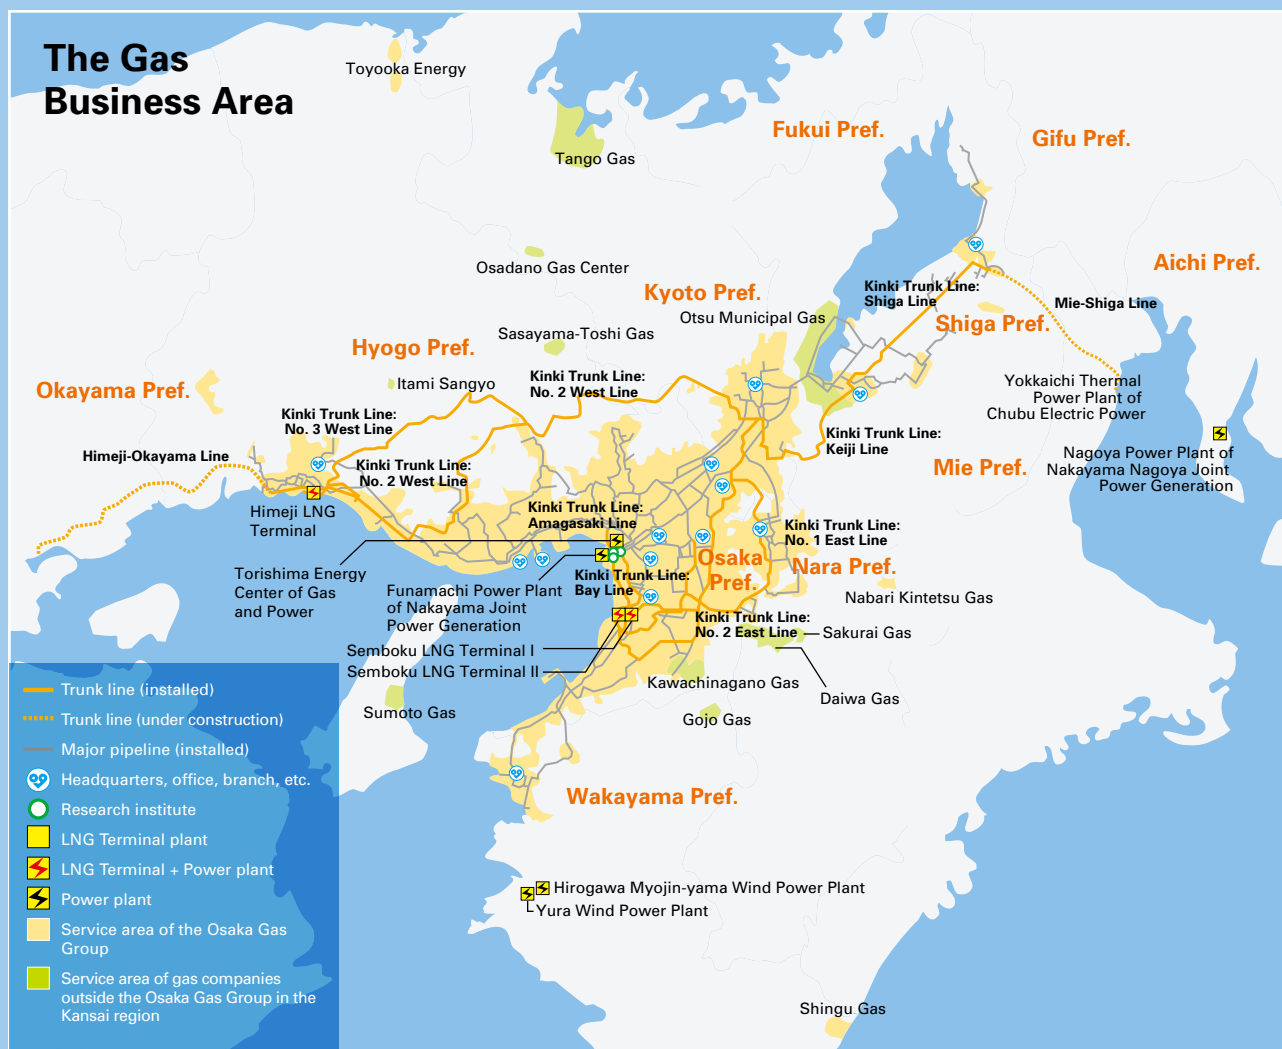 The Gas
Business Area
Toyooka Energy
Tango Gas
Fukui Pref.
Gifu Pref.
Osadano Gas Center
Kyoto Pref.
Aichi Pref.
Kinki Trunk Line:
Shiga Line
Mie-Shiga Line
Otsu Municipal Gas
Shiga Pref.
Sasayama-Toshi Gas
Hyogo Pref.
Itami Sangyo
Kinki Trunk Line:
No. 2 West Line
Okayama Pref.
Kinki Trunk Line:
No. 3 West Line
Yokkaichi Thermal
Power Plant of
Chubu Electric Power
Kinki Trunk Line:
Keiji Line
Himeji-Okayama Line
Kinki Trunk Line:
No. 2 West Line
Mie Pref.
Nagoya Power Plant of
Nakayama Nagoya Joint
Power Generation
Himeji LNG
Terminal
Kinki Trunk Line:
Amagasaki Line
Kinki Trunk Line:
No. 1 East Line
Osaka
Pref.
Nara Pref.
Torishima Energy
Center of Gas
and Power
Funamachi Power Plant
of Nakayama Joint
Power Generation
Kinki Trunk Line:
Bay Line
Nabari Kintetsu Gas
Kinki Trunk Line:
No. 2 East Line
Sakurai Gas
Semboku LNG Terminal I
Semboku LNG Terminal II
Kawachinagano Gas
Daiwa Gas
Sumoto Gas
Gojo Gas
Wakayama Pref.
Hirogawa Myojin-yama Wind Power Plant
Yura Wind Power Plant
Shingu Gas
Trunk line (installed)
Trunk line (under construction)
Major pipeline (installed)
Headquarters, office, branch, etc.
Research institute
LNG Terminal plant
LNG Terminal + Power plant
Power plant
Service area of the Osaka Gas
Group
Service area of gas companies
outside the Osaka Gas Group in the
Kansai region